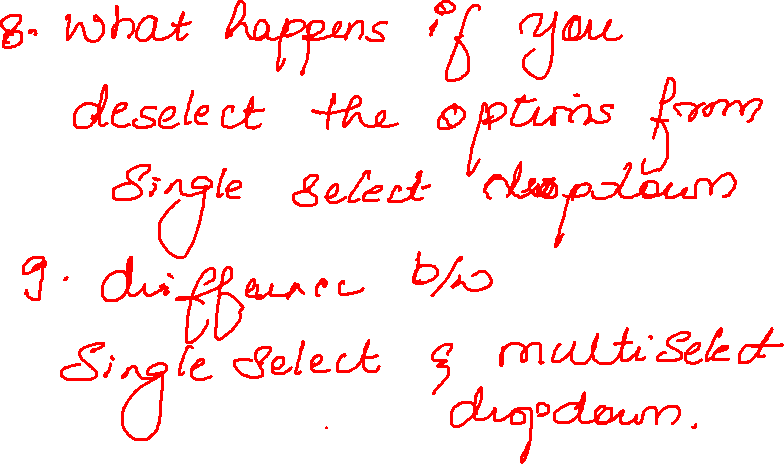 8. What happens if you
deselect the options from
single select dropdown
9. difference b/w
single select & multiselect
dropdown.